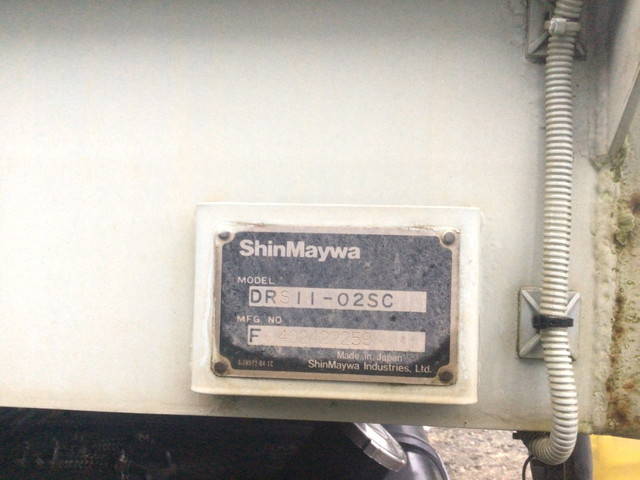 ShinMaywa
MODEL
DRS11-02SC
MFG NO
F
Made in Japan
ShinMaywa Industries, Ltd.